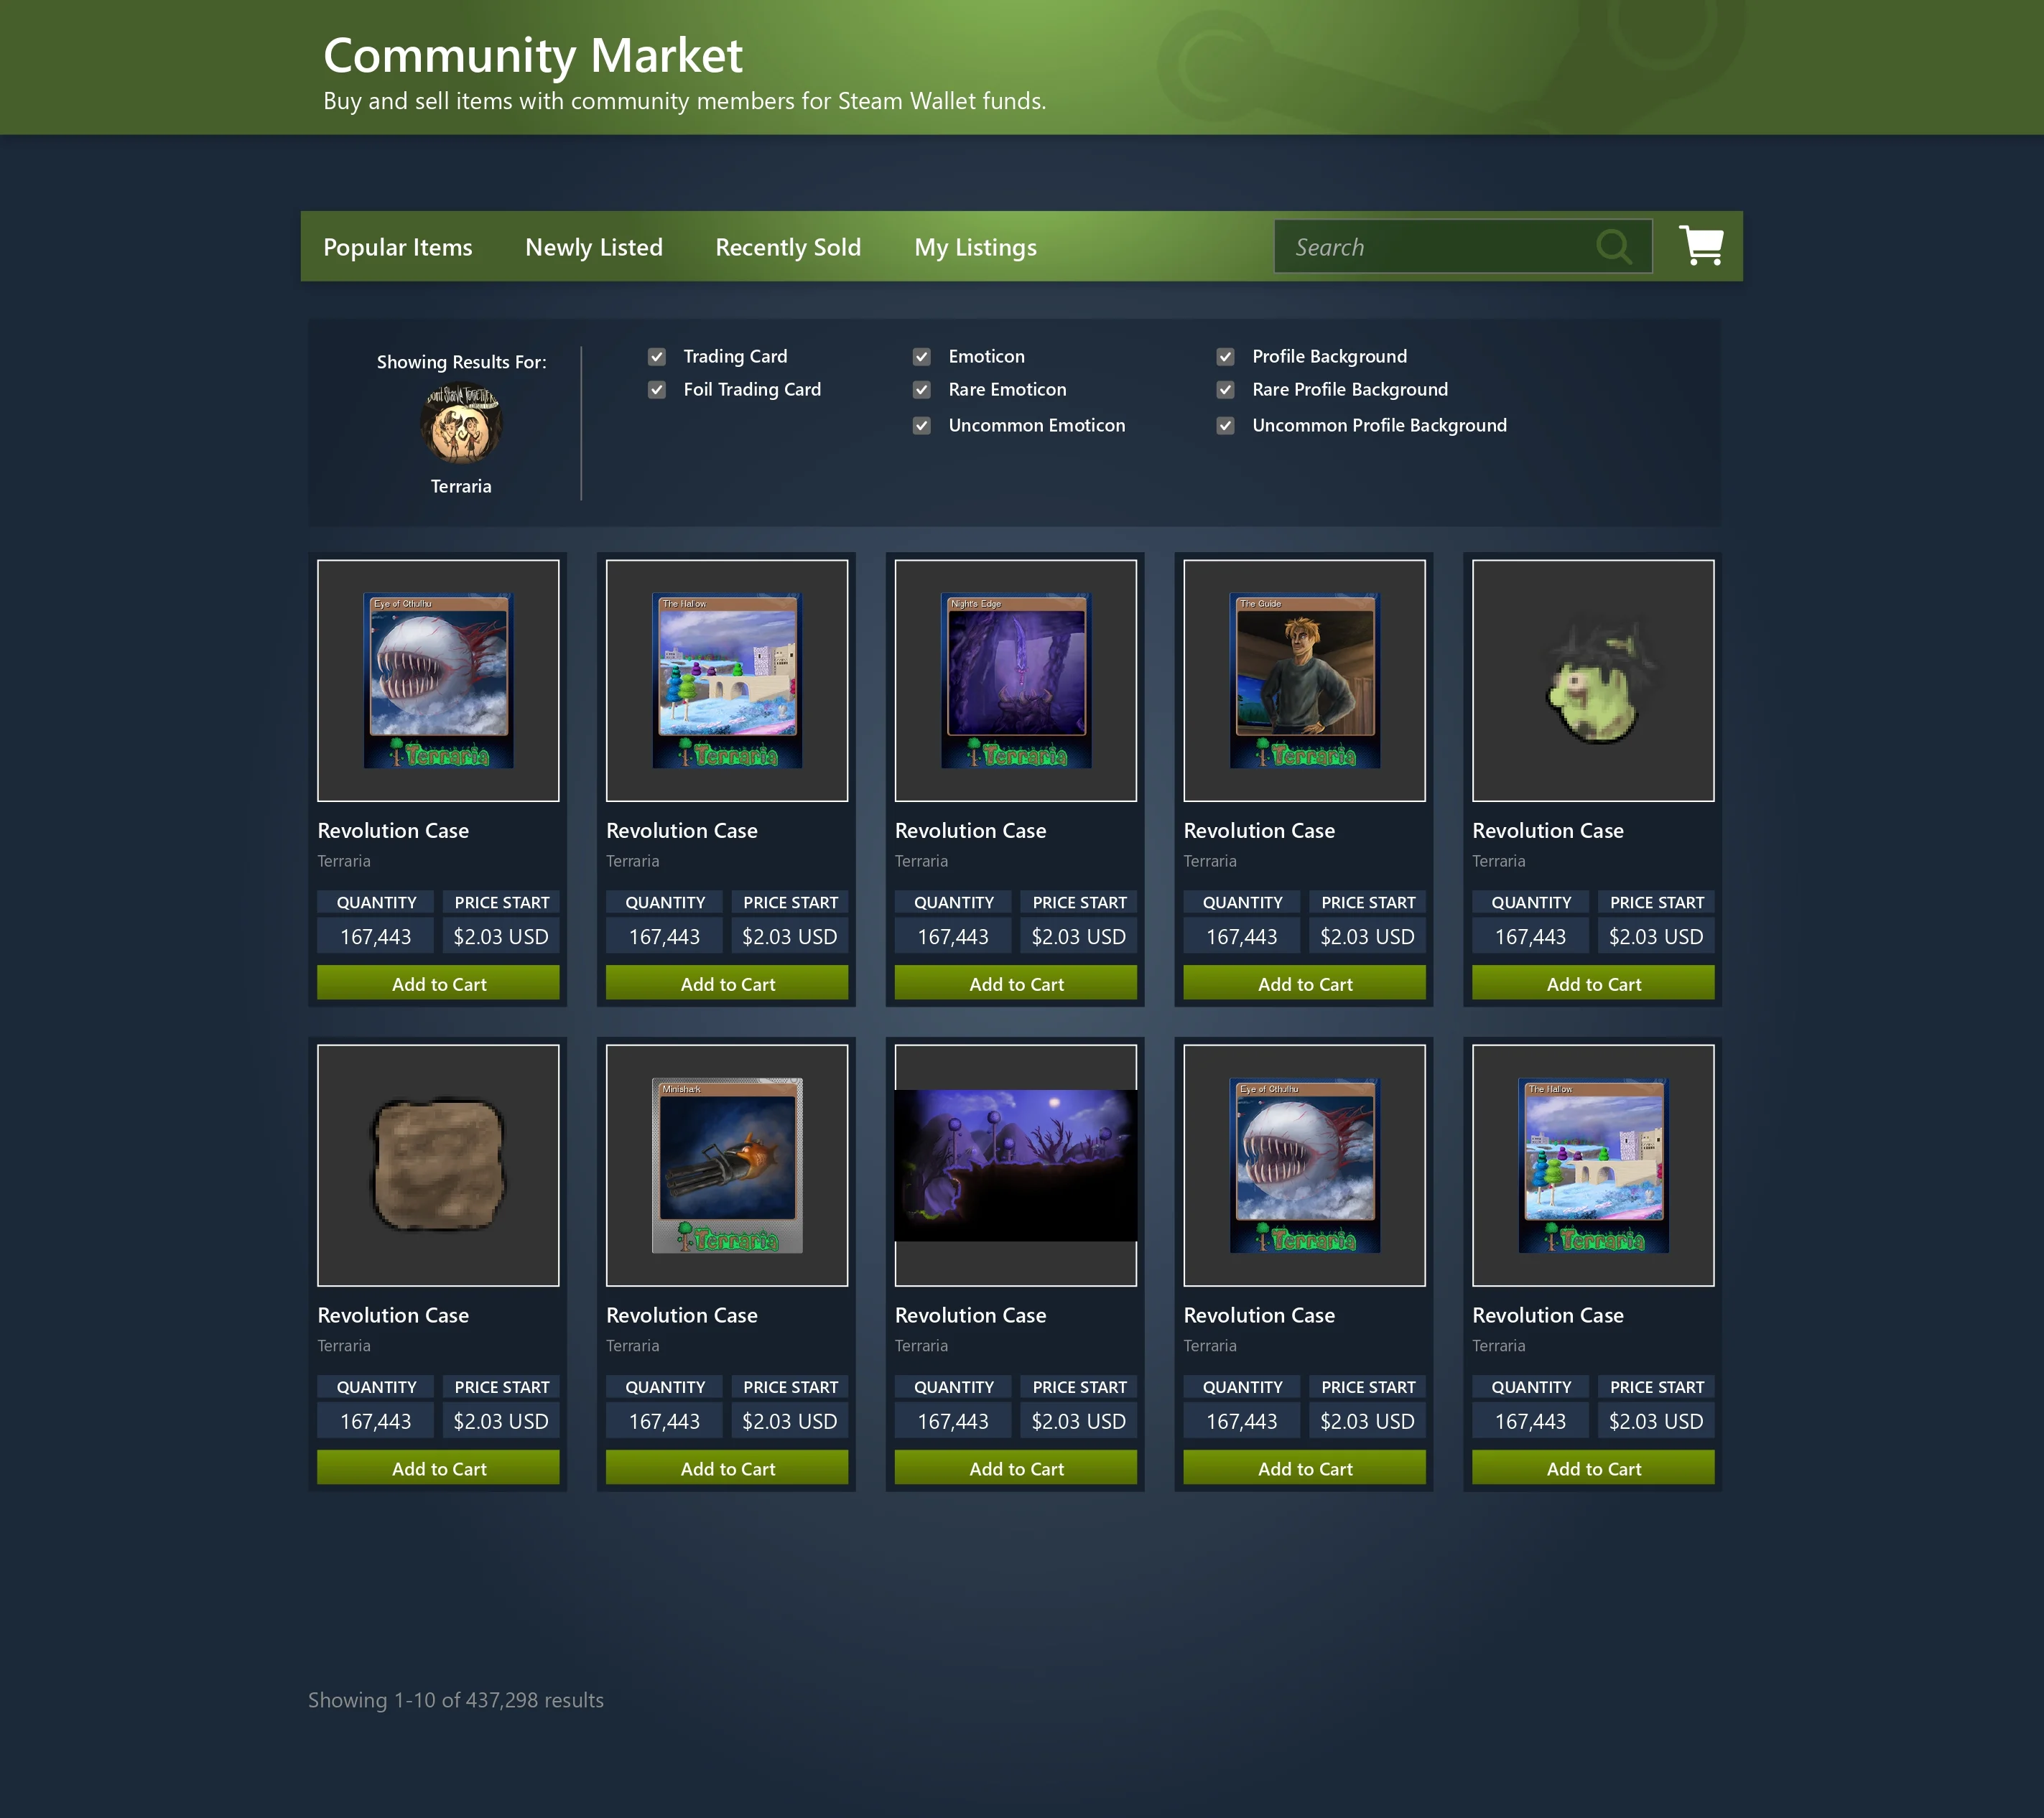 Community Market
Buy and sell items with community members for Steam Wallet funds.
Popular Items Newly Listed Recently Sold My Listings Search
Showing Results For:
Don't Starve Together
Terraria
Trading Card Emoticon Profile Background
Foil Trading Card Rare Emoticon Rare Profile Background
Uncommon Emoticon Uncommon Profile Background
Eye of Cthulhu The Hallow Night's Edge The Guide
Terraria Terraria Terraria Terraria
Revolution Case Revolution Case Revolution Case Revolution Case Revolution Case
Terraria Terraria Terraria Terraria Terraria
QUANTITY PRICE START QUANTITY PRICE START QUANTITY PRICE START QUANTITY PRICE START QUANTITY PRICE START
167,443 $2.03 USD 167,443 $2.03 USD 167,443 $2.03 USD 167,443 $2.03 USD 167,443 $2.03 USD
Add to Cart Add to Cart Add to Cart Add to Cart Add to Cart
Minishark Eye of Cthulhu The Hallow
Terraria Terraria Terraria
Revolution Case Revolution Case Revolution Case Revolution Case Revolution Case
Terraria Terraria Terraria Terraria Terraria
QUANTITY PRICE START QUANTITY PRICE START QUANTITY PRICE START QUANTITY PRICE START QUANTITY PRICE START
167,443 $2.03 USD 167,443 $2.03 USD 167,443 $2.03 USD 167,443 $2.03 USD 167,443 $2.03 USD
Add to Cart Add to Cart Add to Cart Add to Cart Add to Cart
Showing 1-10 of 437,298 results